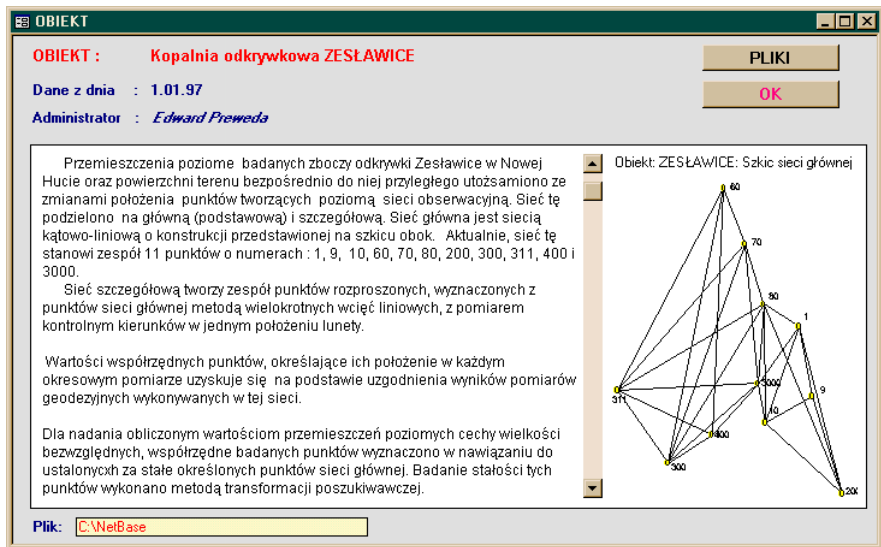 OBIEKT
OBIEKT : Kopalnia odkrywkowa ZESŁAWICE
PLIKI
Dane z dnia : 1.01.97
OK
Administrator : Edward Preweda
Przemieszczenia poziome badanych zboczy odkrywki Zesławice w Nowej
Hucie oraz powierzchni terenu bezpośrednio do niej przyległego utożsamiono ze
zmianami położenia punktów tworzących poziomą sieci obserwacyjną. Sieć tę
podzielono na główną (podstawową) i szczegółową. Sieć główna jest siecią
kątowo-liniową o konstrukcji przedstawionej na szkicu obok. Aktualnie, sieć tę
stanowi zespół 11 punktów o numerach : 1, 9, 10, 60, 70, 80, 200, 300, 311, 400 i
3000.
Sieć szczegółową tworzy zespół punktów rozproszonych, wyznaczonych z
punktów sieci głównej metodą wielokrotnych wcięć liniowych, z pomiarem
kontrolnym kierunków w jednym położeniu lunety.
Wartości współrzędnych punktów, określające ich położenie w każdym
okresowym pomiarze uzyskuje się na podstawie uzgodnienia wyników pomiarów
geodezyjnych wykonywanych w tej sieci.
Dla nadania obliczonym wartościom przemieszczeń poziomych cechy wielkości
bezwzględnych, współrzędne badanych punktów wyznaczono w nawiązaniu do
ustalonycxh za stałe określonych punktów sieci głównej. Badanie stałości tych
punktów wykonano metodą transformacji poszukiwawczej.
Obiekt: ZESŁAWICE: Szkic sieci głównej
60
70
80
1
3000
9
311
10
400
300
200
Plik: C:\NetBase